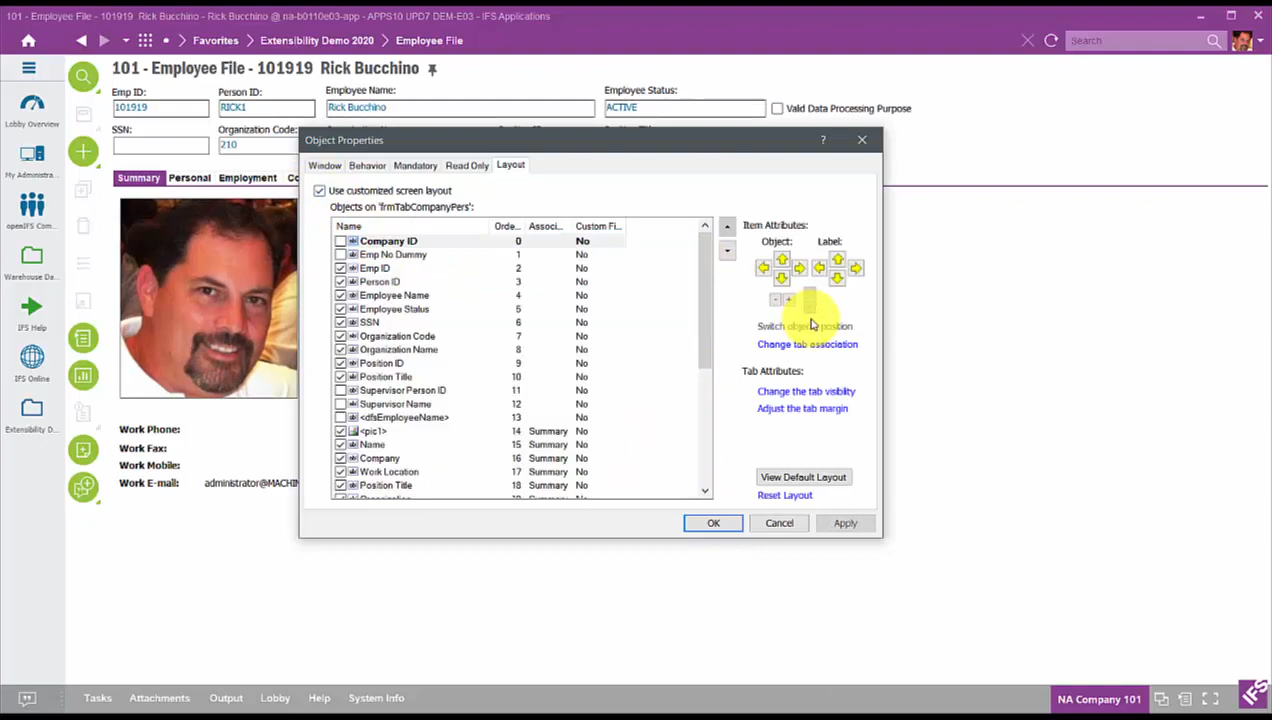 101 - Employee File - 101919 Rick Bucchino - Rick Bucchino @ na-b0110e03-app - APPS10 UPD7 DEM-E03 - IFS Applications
Favorites Extensibility Demo 2020 Employee File
Search
101 - Employee File - 101919 Rick Bucchino
Emp ID: Person ID: Employee Name: Employee Status:
101919 RICK1 Rick Bucchino ACTIVE Valid Data Processing Purpose
SSN: Organization Code:
210
Summary Personal Employment Co
Lobby Overview
My Administra...
openIFS Com...
Warehouse Da...
IFS Help
IFS Online
Extensibility D...
Work Phone:
Work Fax:
Work Mobile:
Work E-mail: administrator@MACHIN
Object Properties ?
Window Behavior Mandatory Read Only Layout
Use customized screen layout
Objects on 'frmTabCompanyPers':
Name Orde... Associ... Custom Fi...
Company ID 0 No
Emp No Dummy 1 No
Emp ID 2 No
Person ID 3 No
Employee Name 4 No
Employee Status 5 No
SSN 6 No
Organization Code 7 No
Organization Name 8 No
Position ID 9 No
Position Title 10 No
Supervisor Person ID 11 No
Supervisor Name 12 No
<dfsEmployeeName> 13 No
<pic1> 14 Summary No
Name 15 Summary No
Company 16 Summary No
Work Location 17 Summary No
Position Title 18 Summary No
Item Attributes:
Object: Label:
- +
Switch object position
Change tab association
Tab Attributes:
Change the tab visiblity
Adjust the tab margin
View Default Layout
Reset Layout
OK Cancel Apply
Tasks Attachments Output Lobby Help System Info
NA Company 101
IFS